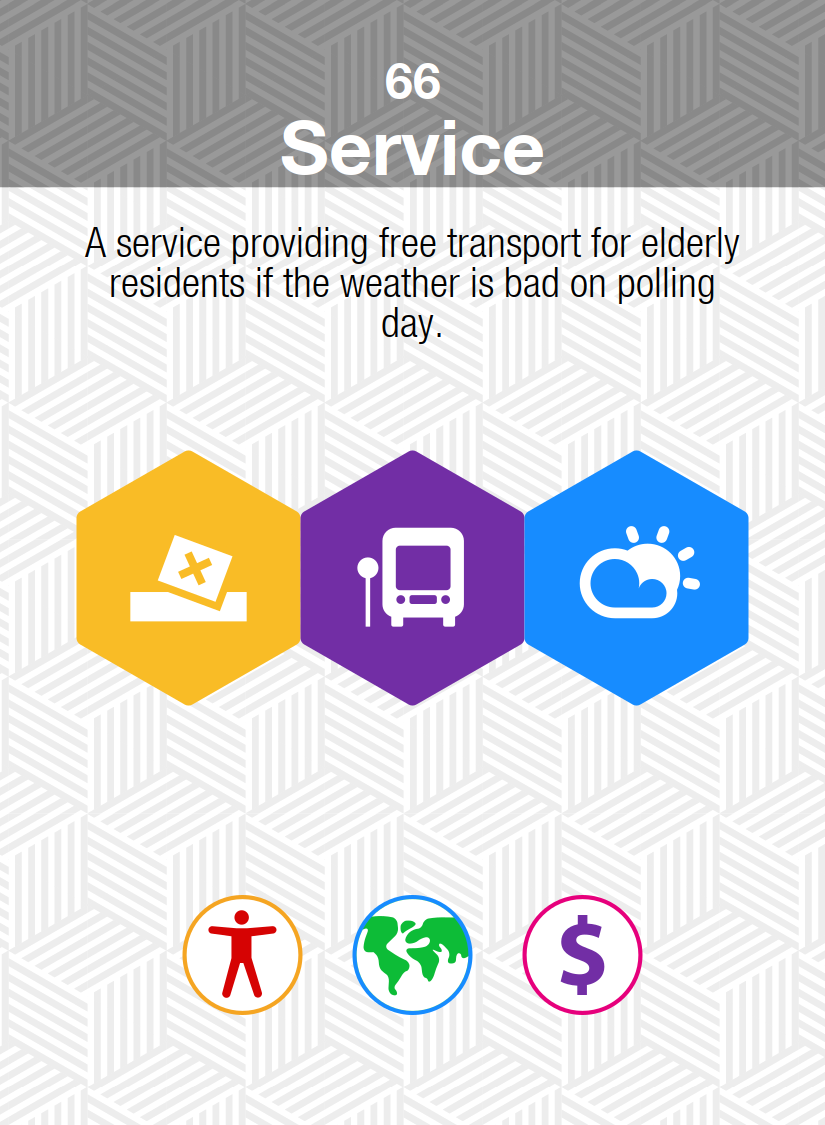 66
Service
A service providing free transport for elderly
residents if the weather is bad on polling
day.
$